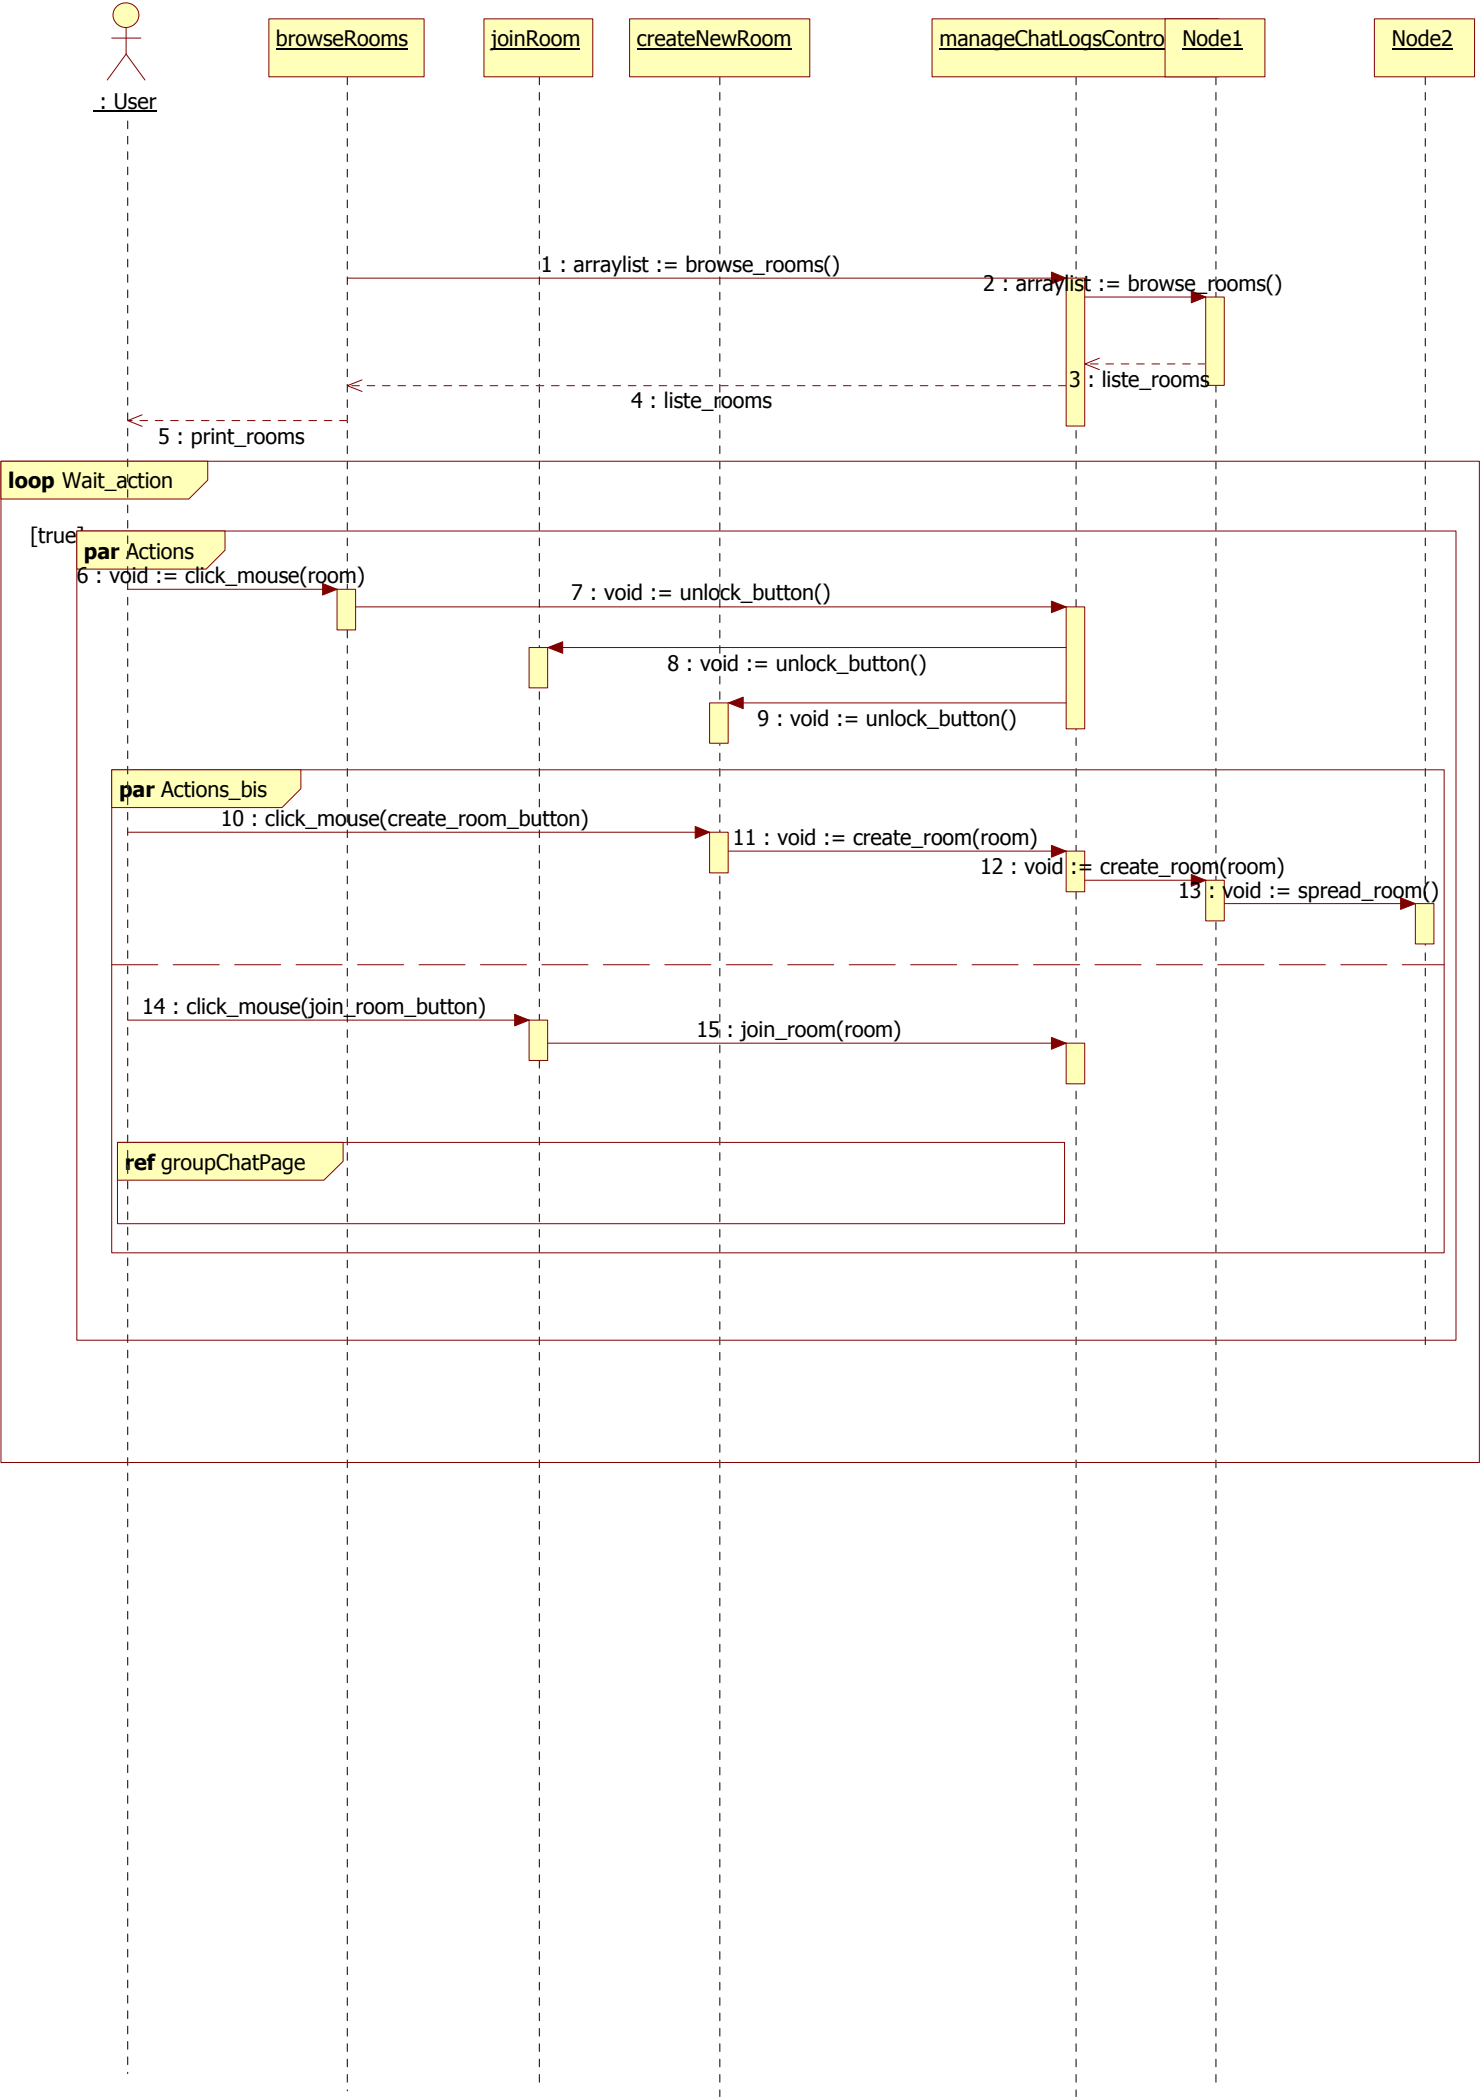 browseRooms
joinRoom
createNewRoom
manageChatLogsContro
Node1
Node2
: User
1 : arraylist := browse_rooms()
2 : arraylist := browse_rooms()
3 : liste_rooms
4 : liste_rooms
5 : print_rooms
loop Wait_action
[true]
par Actions
6 : void := click_mouse(room)
7 : void := unlock_button()
8 : void := unlock_button()
9 : void := unlock_button()
par Actions_bis
10 : click_mouse(create_room_button)
11 : void := create_room(room)
12 : void := create_room(room)
13 : void := spread_room()
14 : click_mouse(join_room_button)
15 : join_room(room)
ref groupChatPage